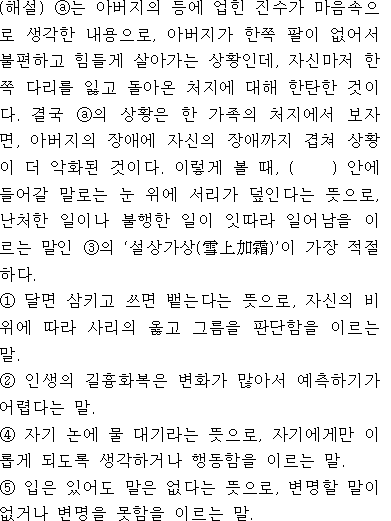 (해설) ⓐ는 아버지의 등에 업힌 진수가 마음속으
로 생각한 내용으로, 아버지가 한쪽 팔이 없어서
불편하고 힘들게 살아가는 상황인데, 자신마저 한
쪽 다리를 잃고 돌아온 처지에 대해 한탄한 것이
다. 결국 ⓐ의 상황은 한 가족의 처지에서 보자
면, 아버지의 장애에 자신의 장애까지 겹쳐 상황
이 더 악화된 것이다. 이렇게 볼 때, (    ) 안에
들어갈 말로는 눈 위에 서리가 덮인다는 뜻으로,
난처한 일이나 불행한 일이 잇따라 일어남을 이
르는 말인 ③의 ‘설상가상(雪上加霜)’이 가장 적절
하다.
① 달면 삼키고 쓰면 뱉는다는 뜻으로, 자신의 비
위에 따라 사리의 옳고 그름을 판단함을 이르는
말.
② 인생의 길흉화복은 변화가 많아서 예측하기가
어렵다는 말.
④ 자기 논에 물 대기라는 뜻으로, 자기에게만 이
롭게 되도록 생각하거나 행동함을 이르는 말.
⑤ 입은 있어도 말은 없다는 뜻으로, 변명할 말이
없거나 변명을 못함을 이르는 말.